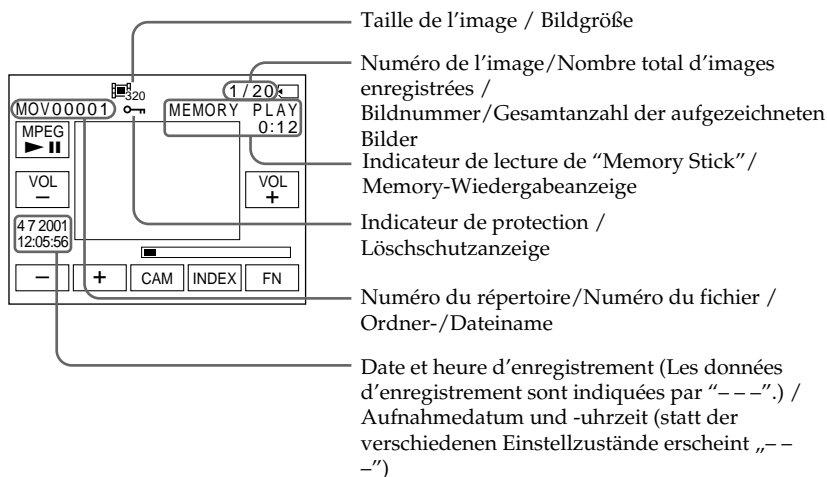 Taille de l’image / Bildgröße
Numéro de l’image/Nombre total d’images
enregistrées /
Bildnummer/Gesamtanzahl der aufgezeichneten
Bilder
Indicateur de lecture de “Memory Stick”/
Memory-Wiedergabeanzeige
Indicateur de protection /
Löschschutzanzeige
Numéro du répertoire/Numéro du fichier /
Ordner-/Dateiname
Date et heure d’enregistrement (Les données
d’enregistrement sont indiquées par “– – –”.) /
Aufnahmedatum und -uhrzeit (statt der
verschiedenen Einstellzustände erscheint „– –
–”)
320
1/20
MOV00001
MEMORY PLAY
0:12
MPEG
VOL
–
VOL
+
4 7 2001
12:05:56
– + CAM INDEX FN